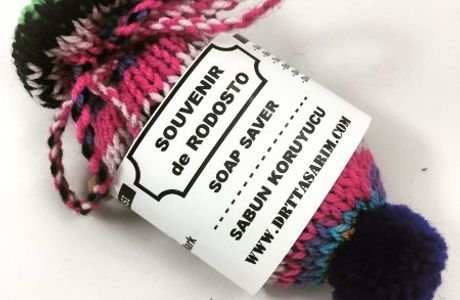 SOUVENIR
de RODOSTO
SOAP SAVER
SABUN KORUYUCU
WWW.DRTTASARIM.COM